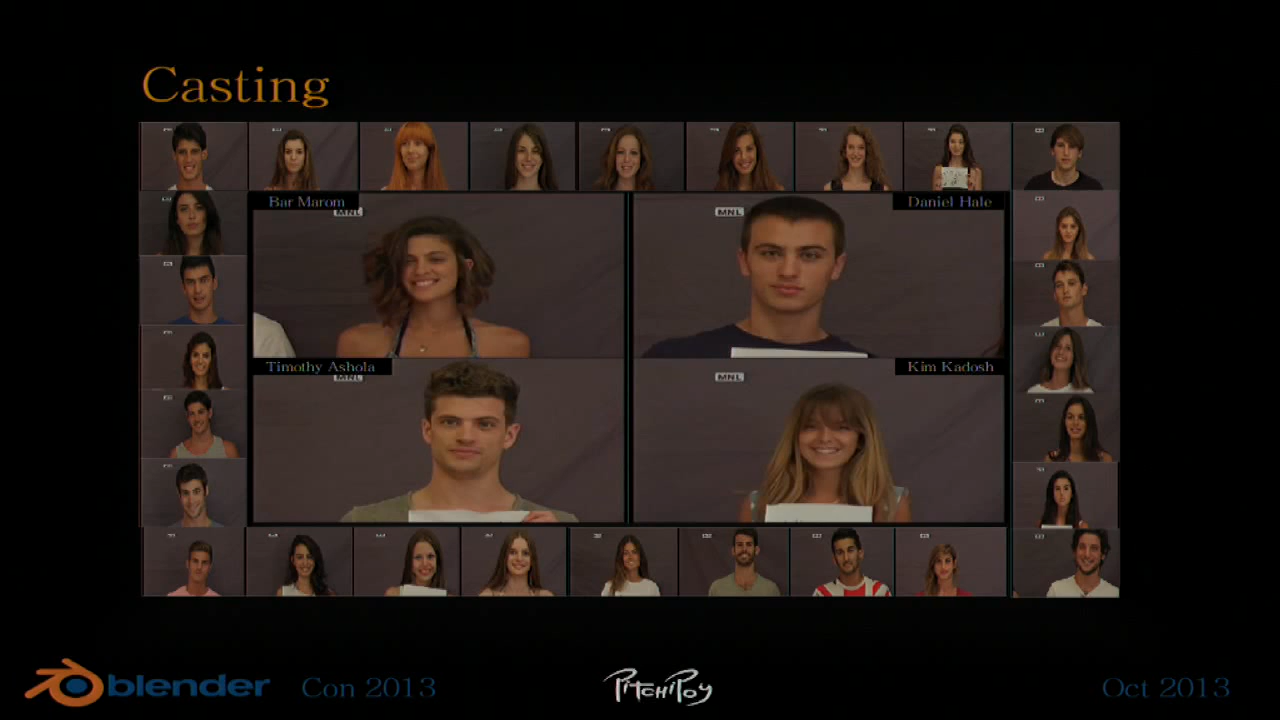 Casting
Bar Marom
MNL
MNL
Daniel Hale
Timothy Ashola
MNL
MNL
Kim Kadosh
blender
Con 2013
PitchiPoy
Oct 2013